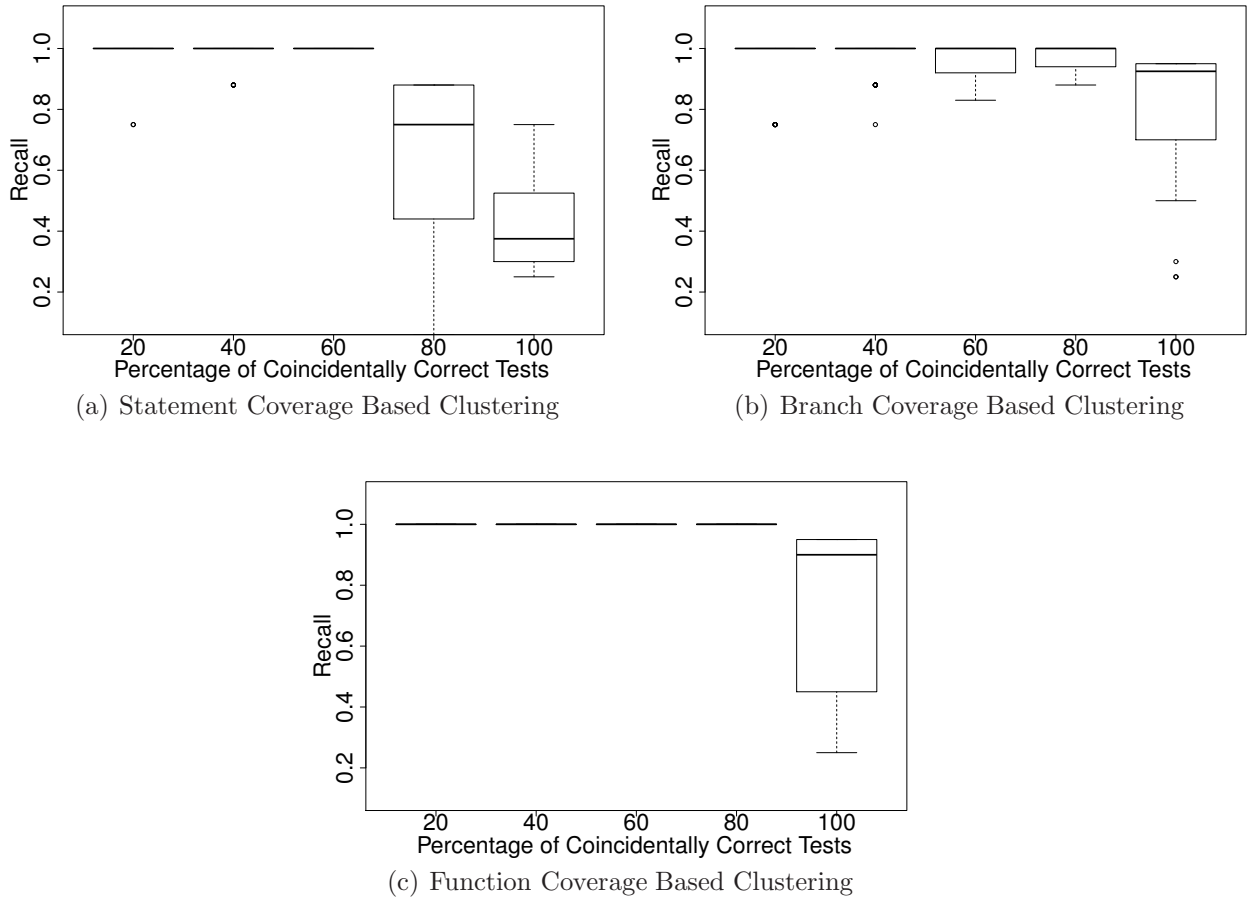 Recall
1.0
0.8
0.6
0.4
0.2
20 40 60 80 100
Percentage of Coincidentally Correct Tests
(a) Statement Coverage Based Clustering
Recall
1.0
0.8
0.6
0.4
0.2
20 40 60 80 100
Percentage of Coincidentally Correct Tests
(b) Branch Coverage Based Clustering
Recall
1.0
0.8
0.6
0.4
0.2
20 40 60 80 100
Percentage of Coincidentally Correct Tests
(c) Function Coverage Based Clustering